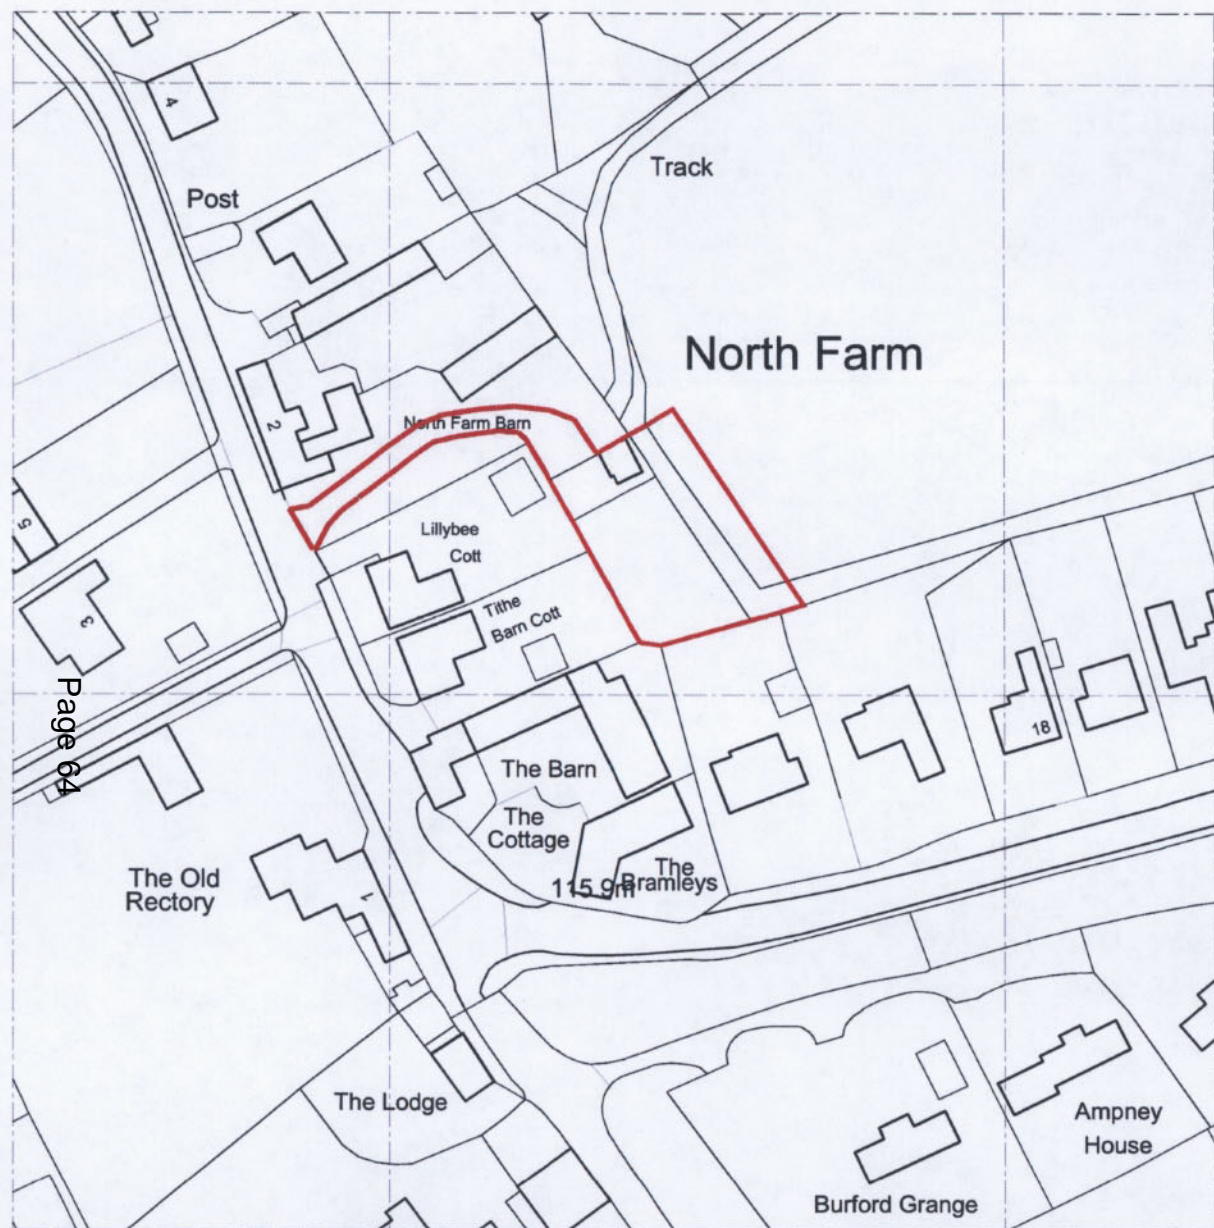 4
Post
Track
North Farm
2
North Farm Barn
5
Lillybee
Cott
3
Tithe
Barn Cott
Page 64
18
The Barn
The
Cottage
The
Bramleys
115.9m
The Old
Rectory
1
The Lodge
Ampney
House
Burford Grange